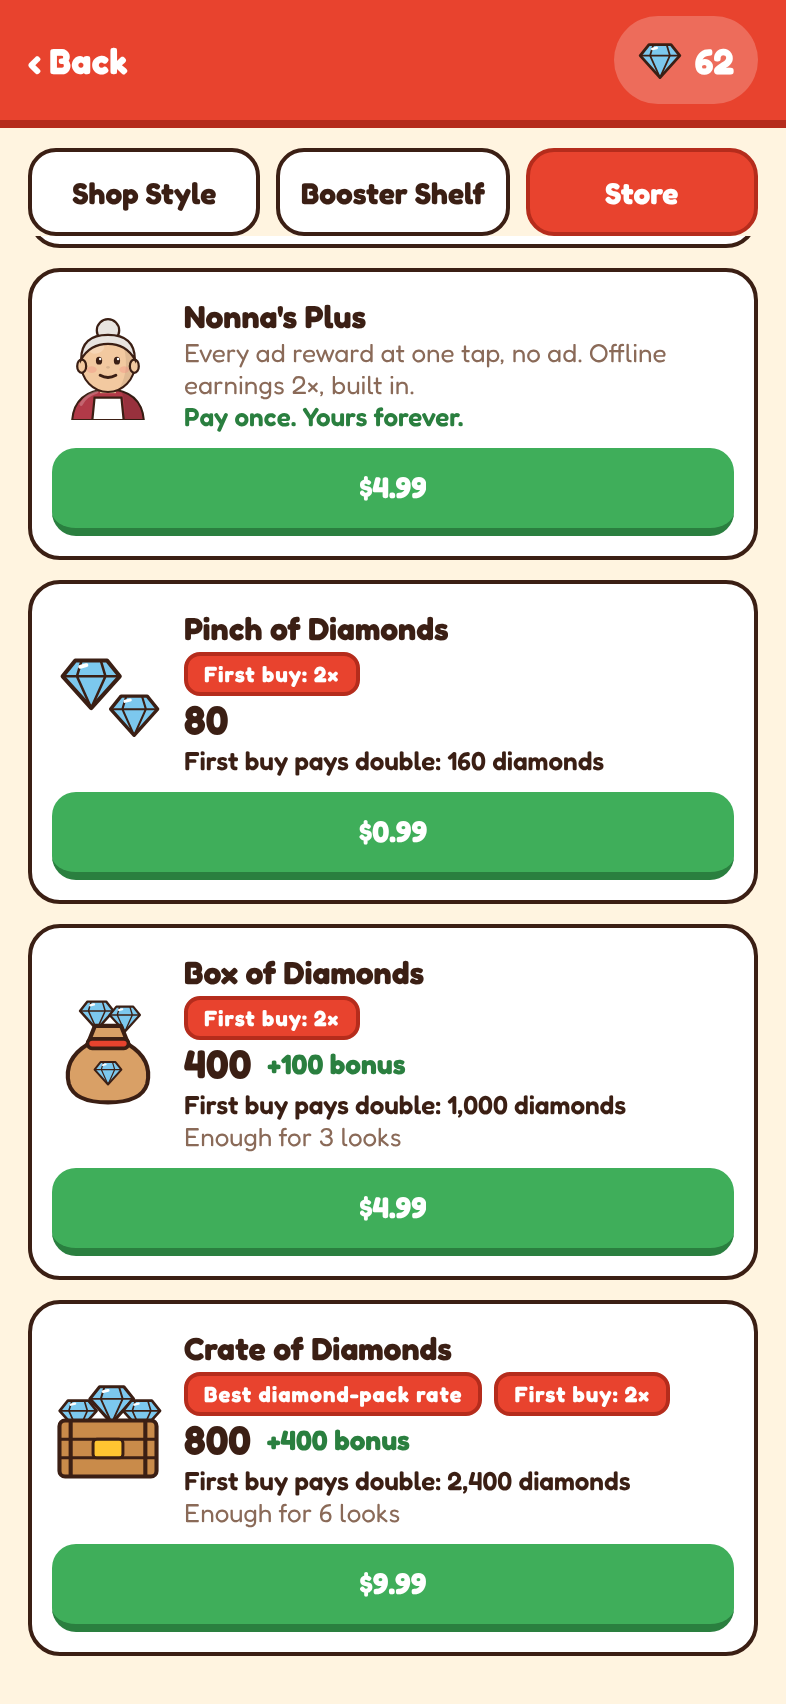 ‹ Back
62
Shop Style
Booster Shelf
Store
Nonna's Plus
Every ad reward at one tap, no ad. Offline
earnings 2×, built in.
Pay once. Yours forever.
$4.99
Pinch of Diamonds
First buy: 2×
80
First buy pays double: 160 diamonds
$0.99
Box of Diamonds
First buy: 2×
400 +100 bonus
First buy pays double: 1,000 diamonds
Enough for 3 looks
$4.99
Crate of Diamonds
Best diamond-pack rate First buy: 2×
800 +400 bonus
First buy pays double: 2,400 diamonds
Enough for 6 looks
$9.99